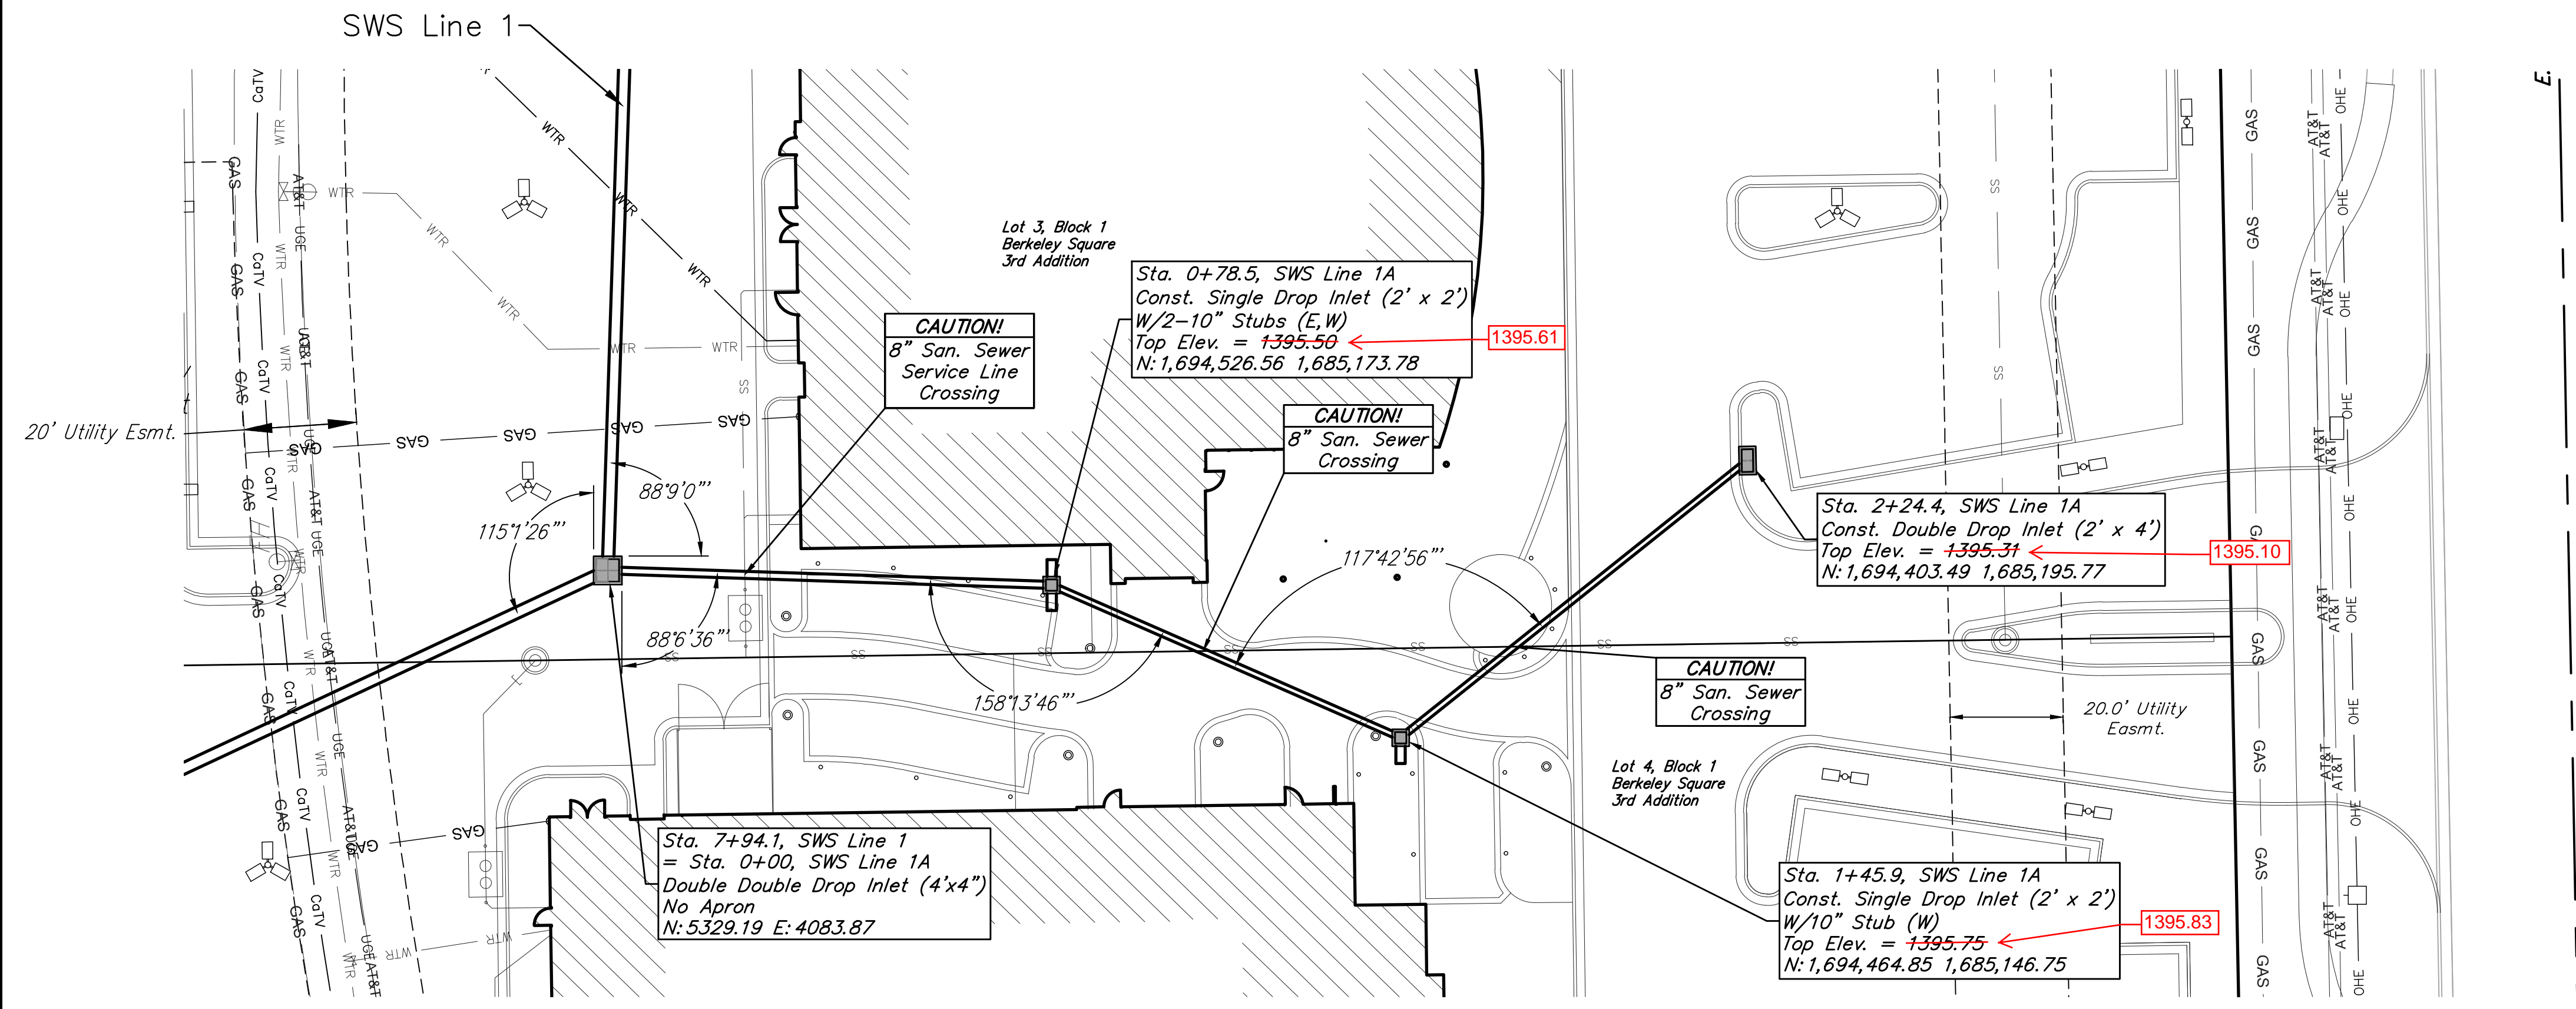 SWS Line 1
E.
Lot 3, Block 1
Berkeley Square
3rd Addition
Sta. 0+78.5, SWS Line 1A
Const. Single Drop Inlet (2' x 2')
W/2-10" Stubs (E,W)
Top Elev. = 1395.50
N:1,694,526.56 1,685,173.78
1395.61
CAUTION!
8" San. Sewer
Service Line
Crossing
CAUTION!
8" San. Sewer
Crossing
20' Utility Esmt.
88°9'0"'
115°1'26"'
88°6'36"'
158°13'46"'
117°42'56"'
Sta. 2+24.4, SWS Line 1A
Const. Double Drop Inlet (2' x 4')
Top Elev. = 1395.31
N:1,694,403.49 1,685,195.77
1395.10
CAUTION!
8" San. Sewer
Crossing
20.0' Utility
Easmt.
Lot 4, Block 1
Berkeley Square
3rd Addition
Sta. 7+94.1, SWS Line 1
= Sta. 0+00, SWS Line 1A
Double Double Drop Inlet (4'x4")
No Apron
N:5329.19 E:4083.87
Sta. 1+45.9, SWS Line 1A
Const. Single Drop Inlet (2' x 2')
W/10" Stub (W)
Top Elev. = 1395.75
N:1,694,464.85 1,685,146.75
1395.83
CaTV
WTR
GAS
AT&T
UGE
SS
OHE